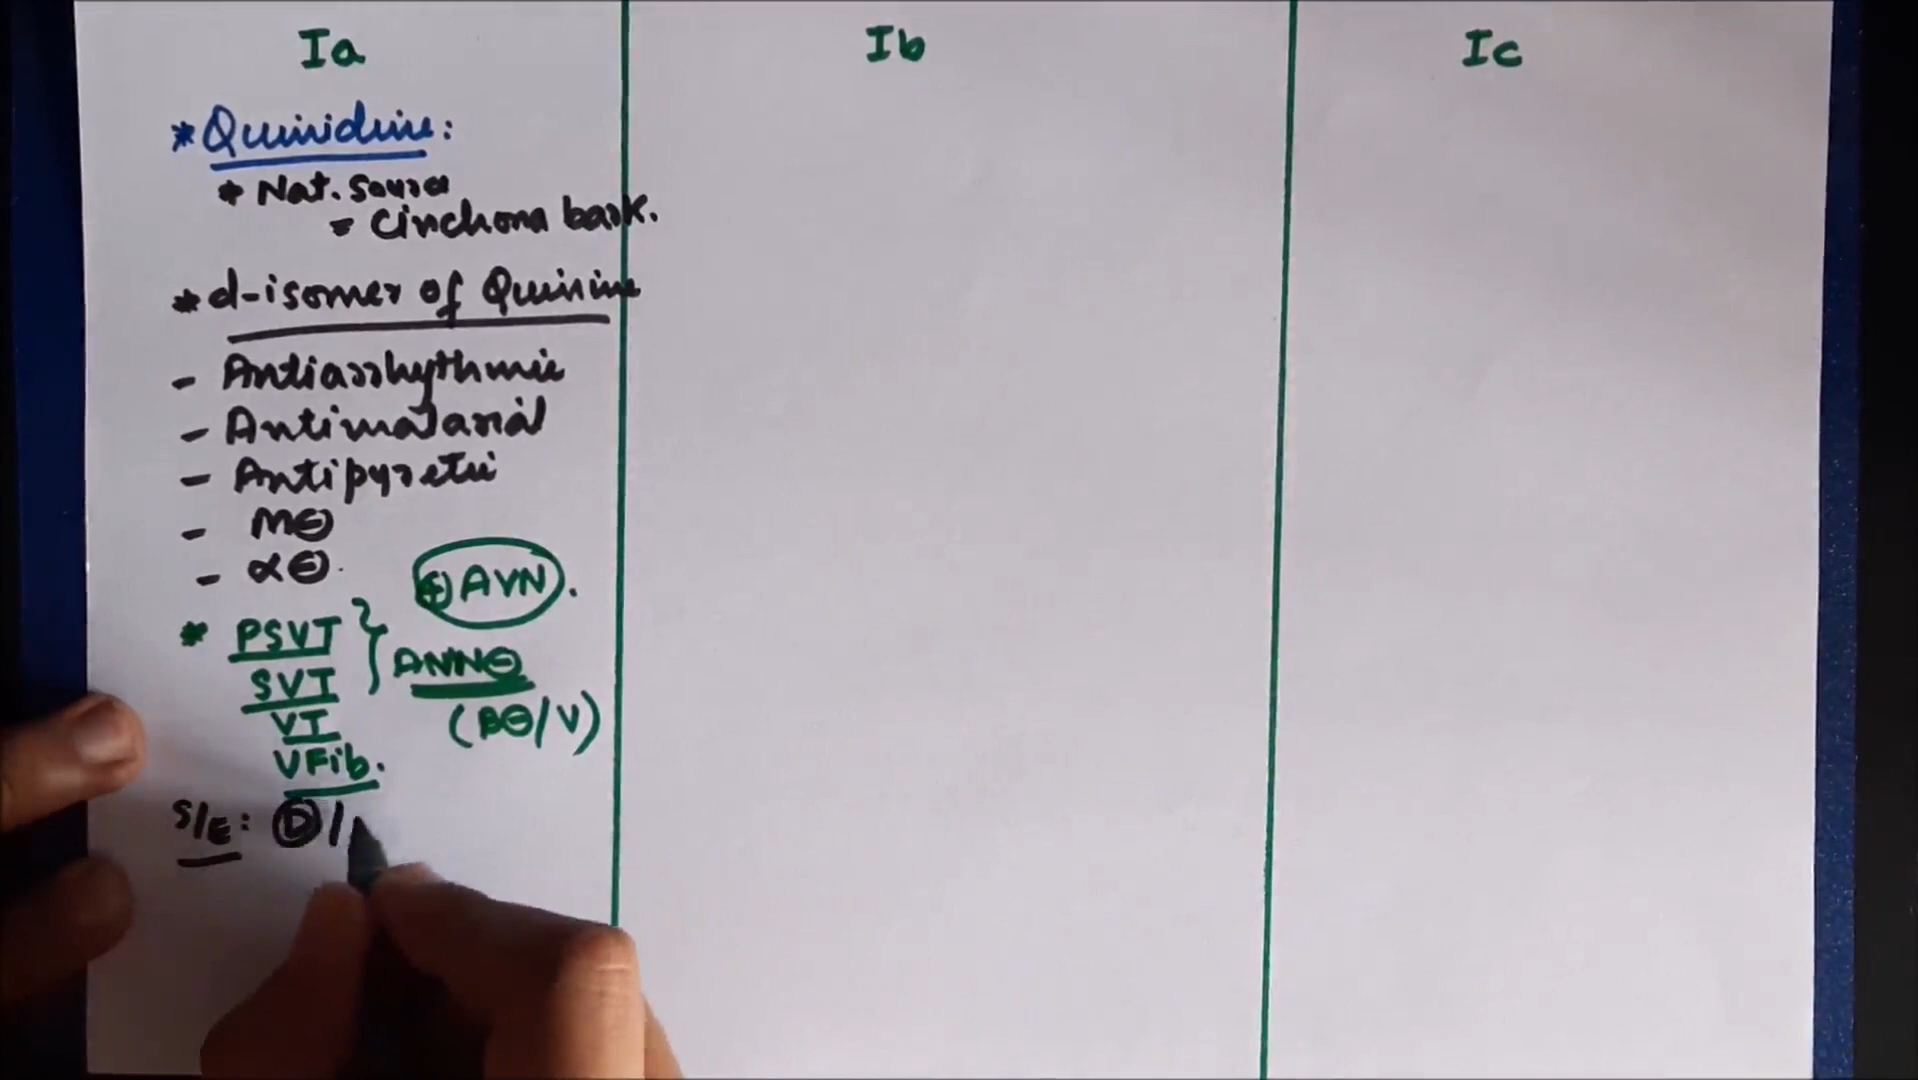 Ia
Ib
Ic
* Quinidine:
* Nat. source
= Cinchona bark.
* d-isomer of Quinine
- Antiarrhythmic
- Antimalarial
- Antipyretic
- M⊖
- α⊖.
⊕ AVN.
* PSVT
SVT
VT
VFib.
ANN⊖
(B⊖/V)
S/E: Ⓓ/